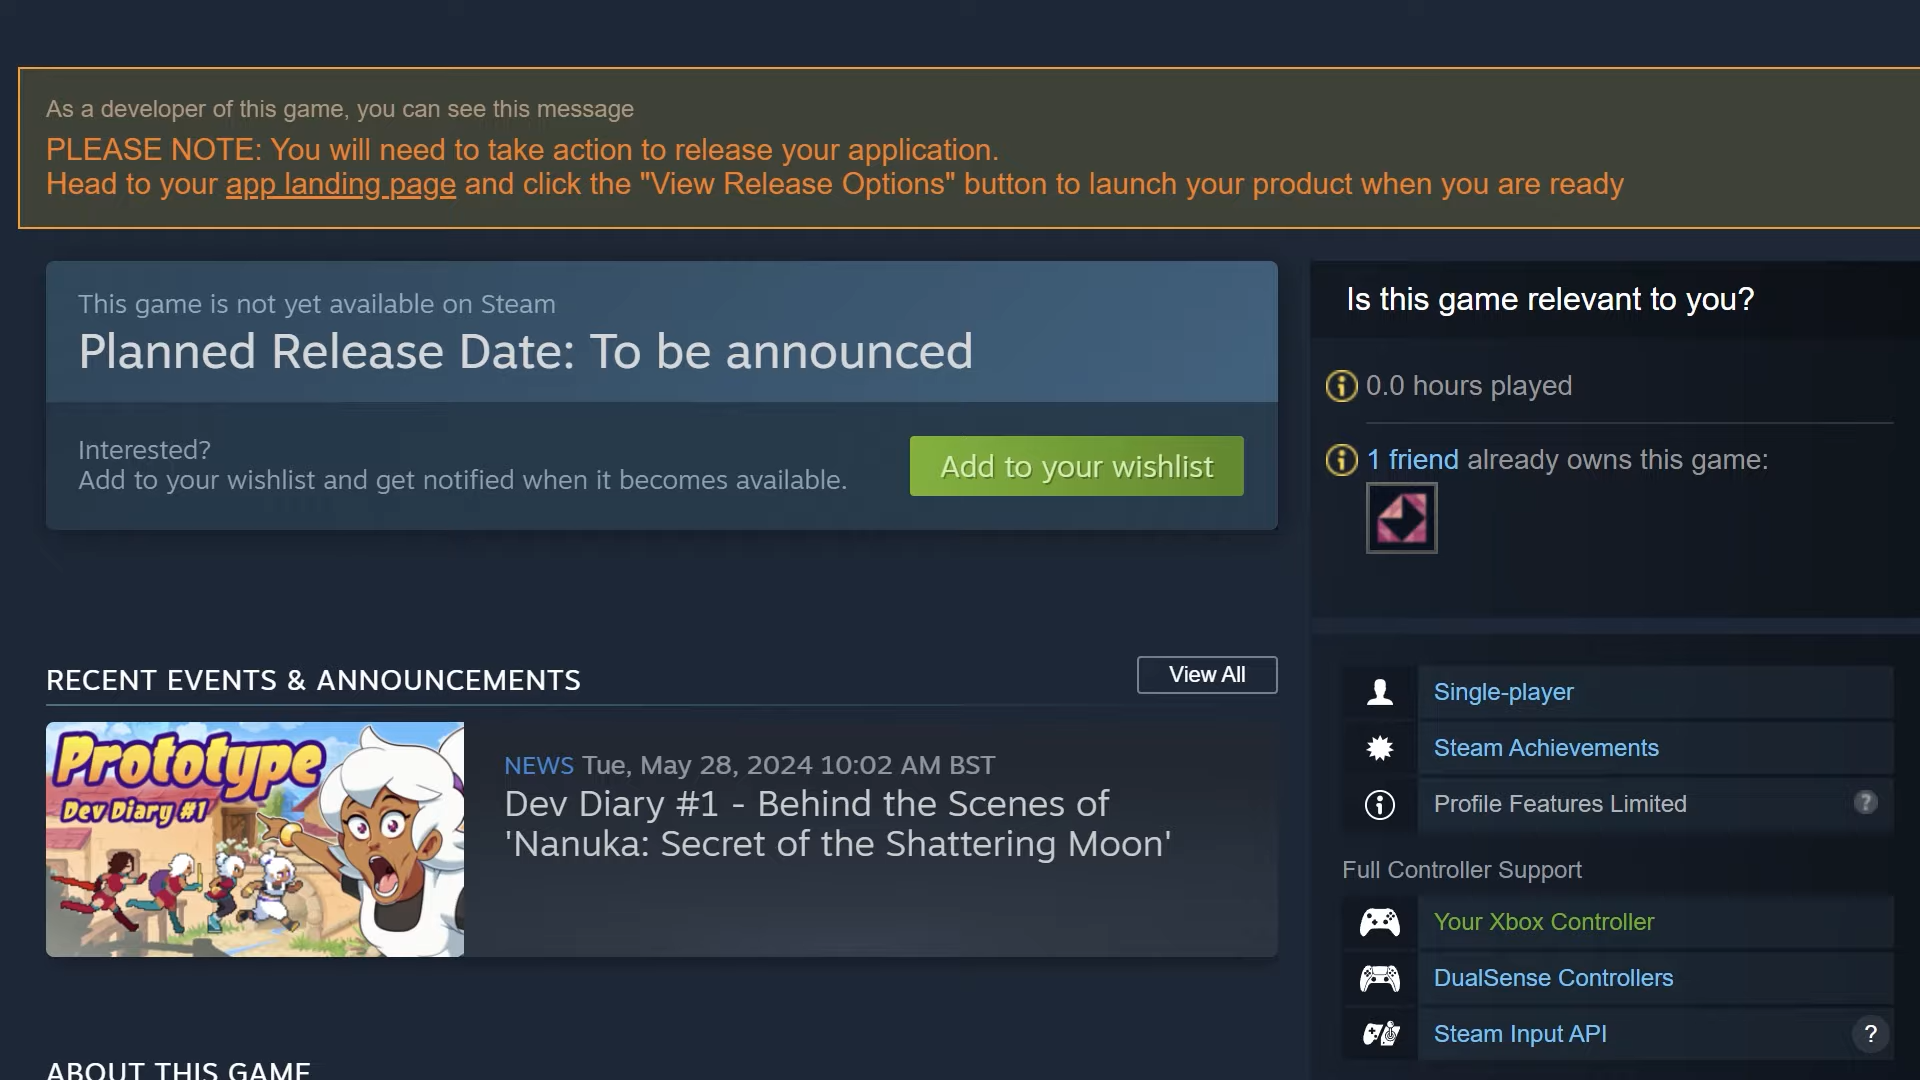 As a developer of this game, you can see this message
PLEASE NOTE: You will need to take action to release your application.
Head to your app landing page and click the "View Release Options" button to launch your product when you are ready
This game is not yet available on Steam
Planned Release Date: To be announced
Interested?
Add to your wishlist and get notified when it becomes available.
Add to your wishlist
Is this game relevant to you?
0.0 hours played
1 friend already owns this game:
RECENT EVENTS & ANNOUNCEMENTS
View All
Prototype
Dev Diary #1
NEWS Tue, May 28, 2024 10:02 AM BST
Dev Diary #1 - Behind the Scenes of
'Nanuka: Secret of the Shattering Moon'
Single-player
Steam Achievements
Profile Features Limited
?
Full Controller Support
Your Xbox Controller
DualSense Controllers
Steam Input API
?
ABOUT THIS GAME